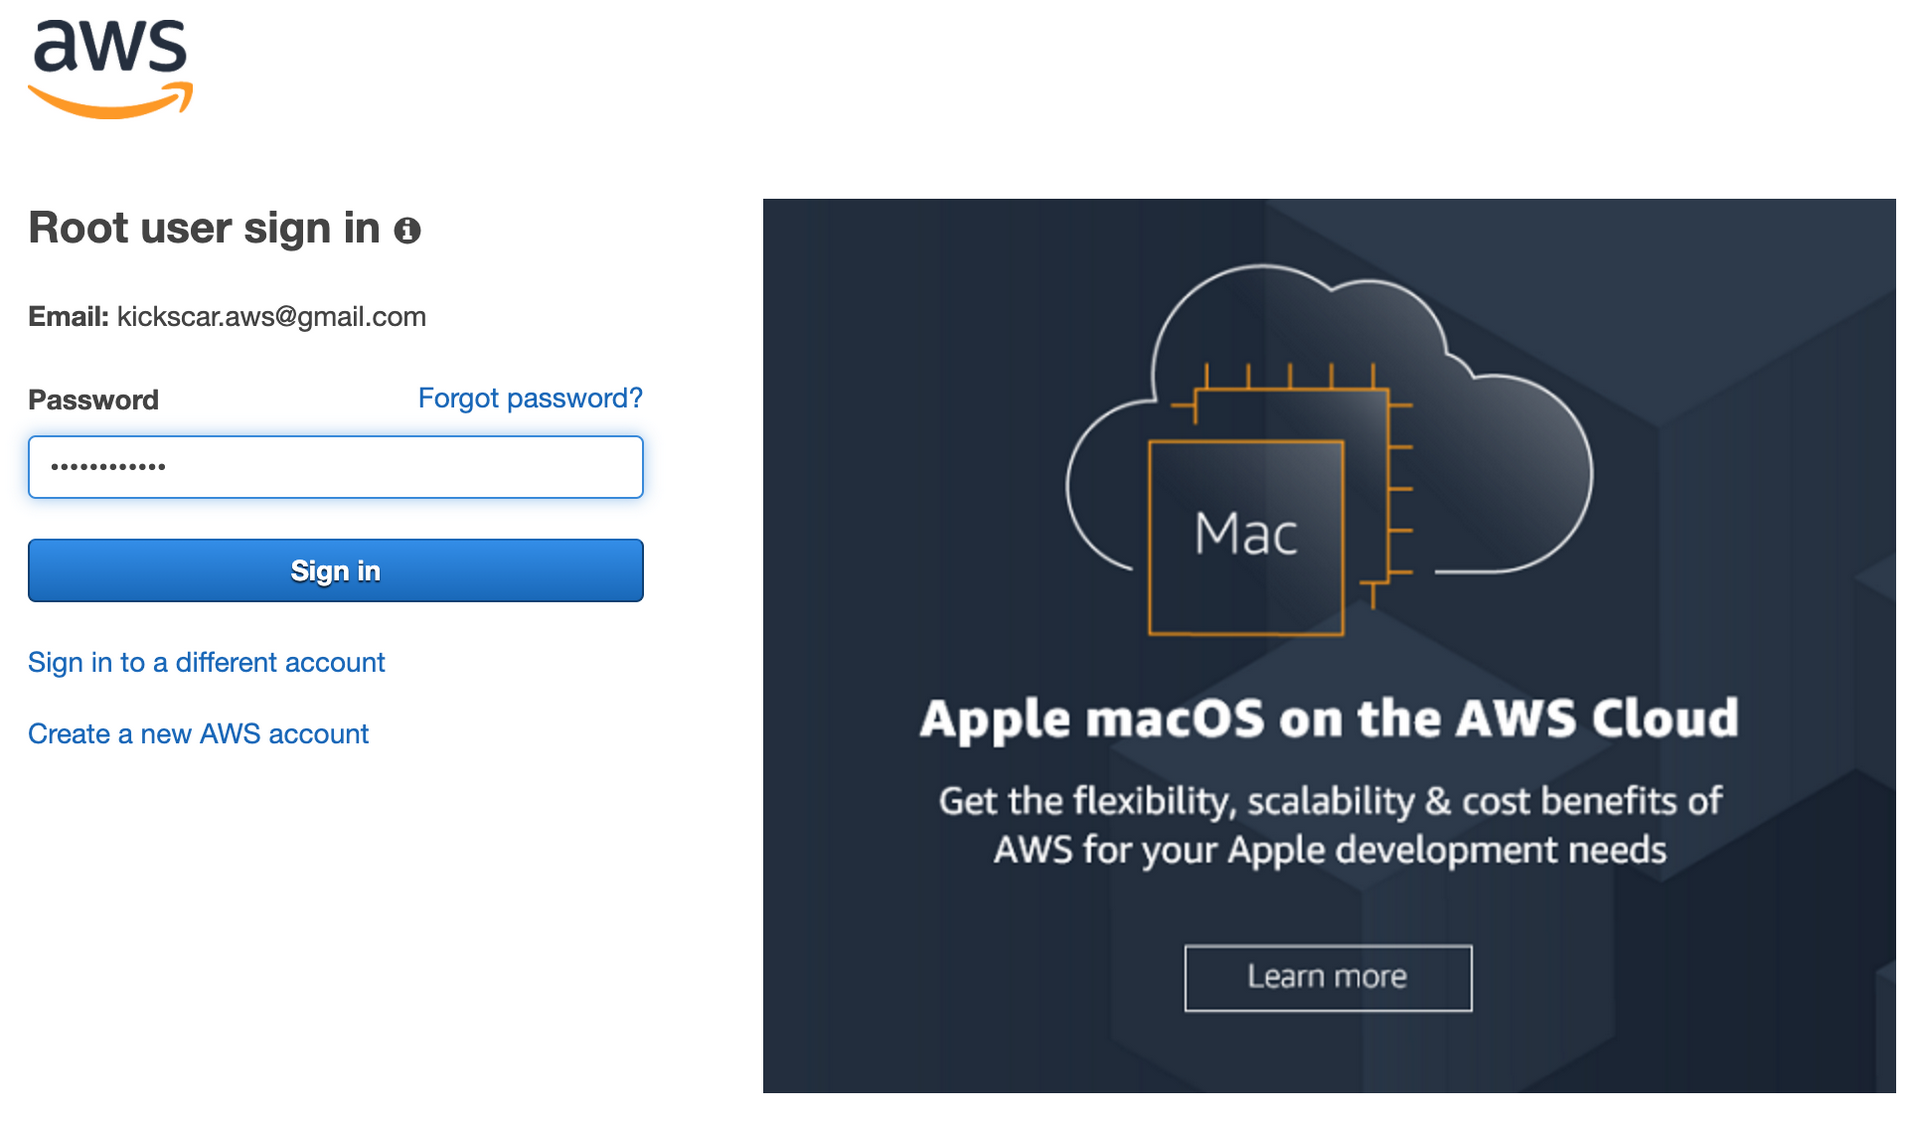 aws
Root user sign in
Email: kickscar.aws@gmail.com
Password
Forgot password?
••••••••••••
Sign in
Sign in to a different account
Create a new AWS account
Mac
Apple macOS on the AWS Cloud
Get the flexibility, scalability & cost benefits of
AWS for your Apple development needs
Learn more